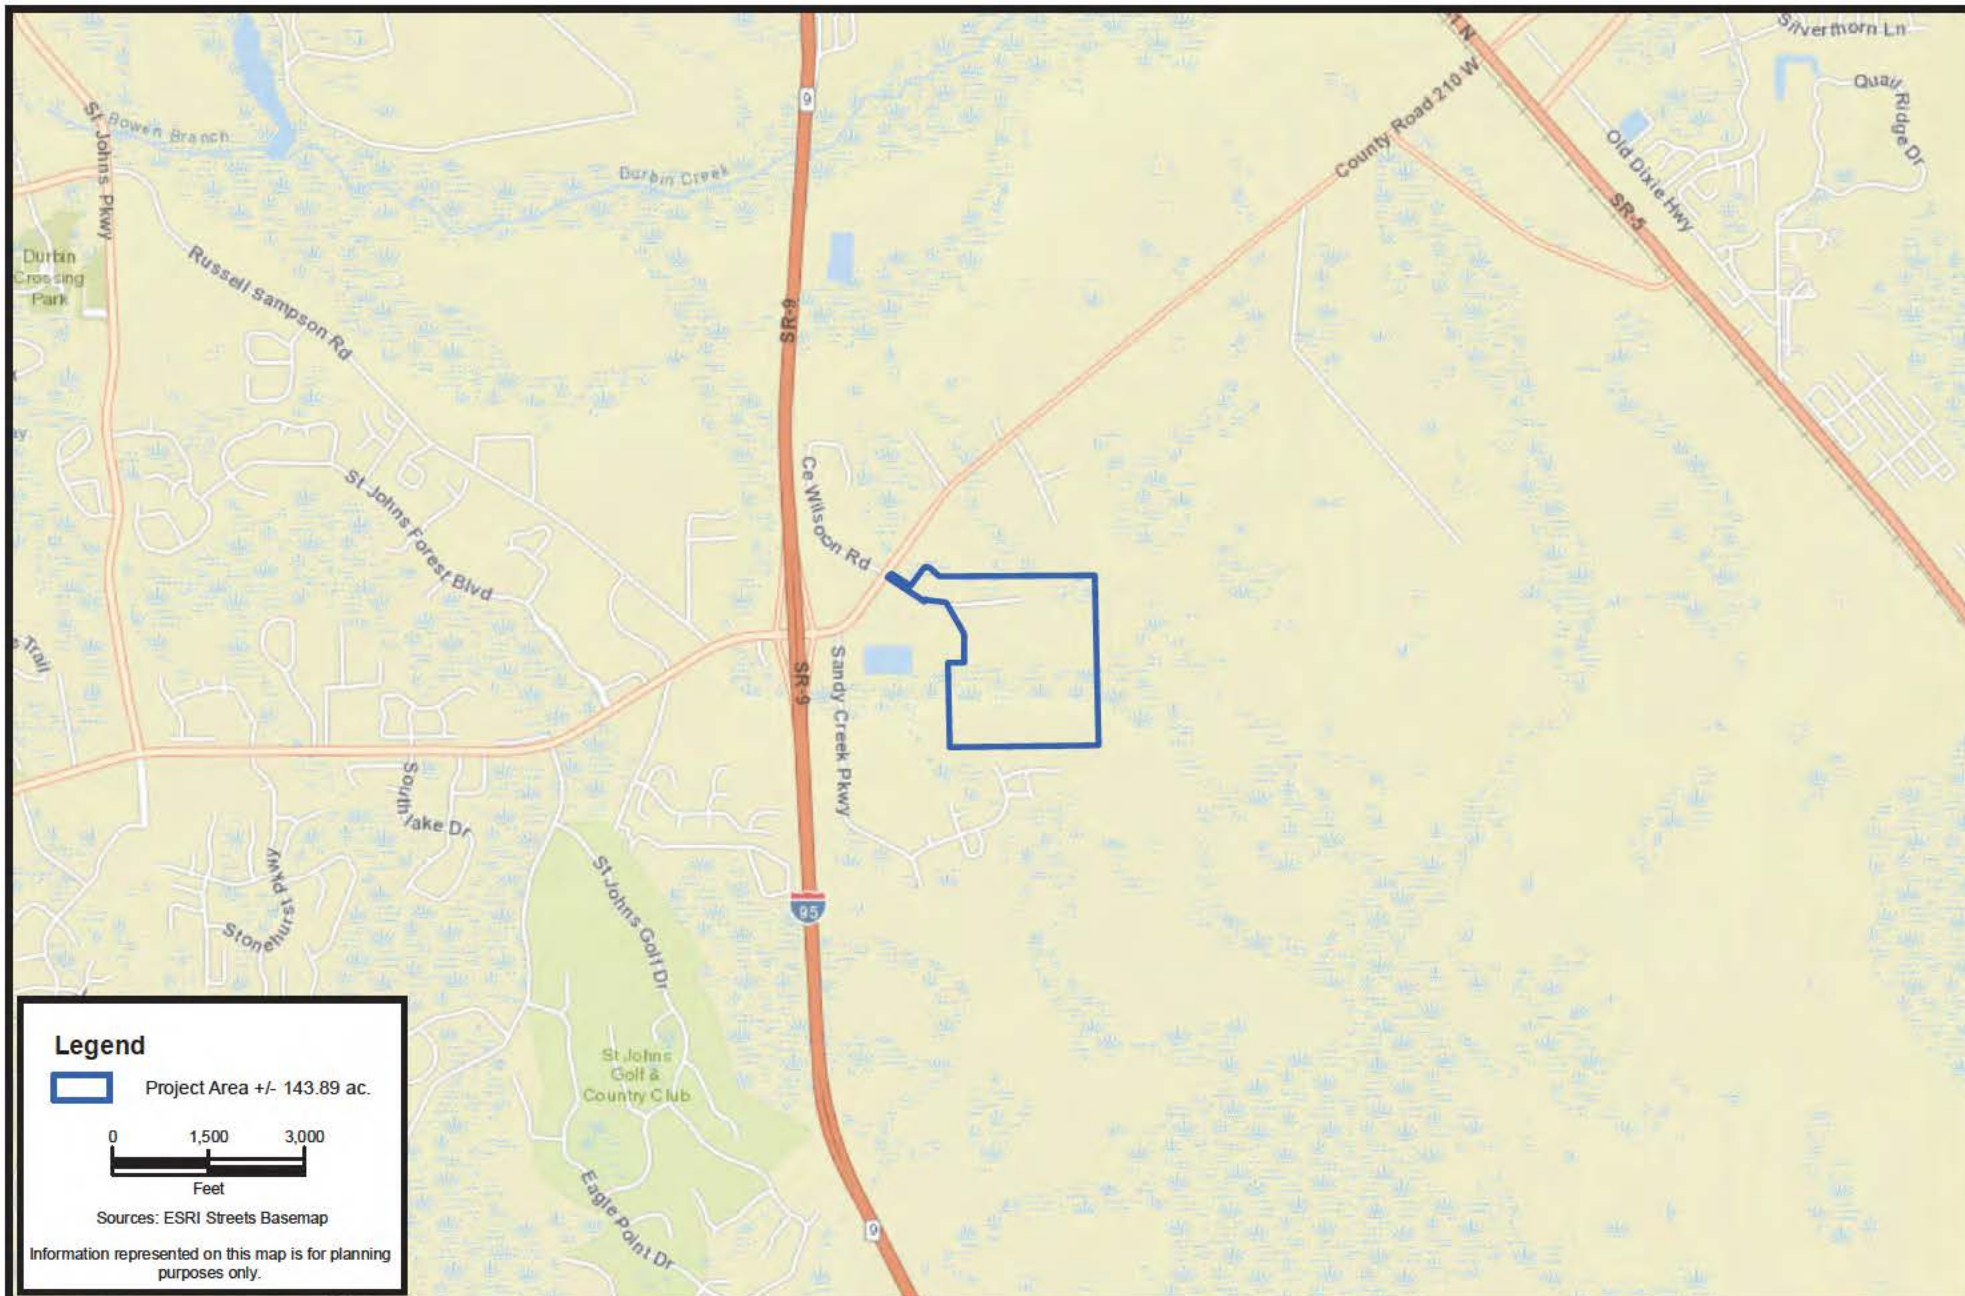 Silverthorn Ln
Quail Ridge Dr
Old Dixie Hwy
County Road 210 W
SR-5
9
St Johns Pkwy
Bowen Branch
Durbin Creek
Durbin
Crossing
Park
Russell Sampson Rd
SR-9
Ce Wilson Rd
St Johns Forest Blvd
Trail
SR-9
Sandy Creek Pkwy
South lake Dr
Stonehurst Pkwy
St Johns Golf Dr
95
St Johns
Golf &
Country Club
Eagle Point Dr
9
Legend
Project Area +/- 143.89 ac.
0 1,500 3,000
Feet
Sources: ESRI Streets Basemap
Information represented on this map is for planning
purposes only.